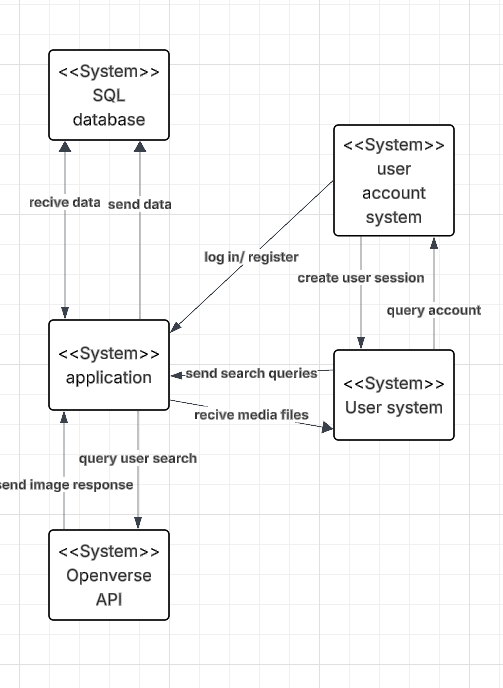 <<System>>
SQL
database
<<System>>
user
account
system
recive data
send data
log in/ register
create user session
query account
<<System>>
application
send search queries
<<System>>
User system
recive media files
query user search
send image response
<<System>>
Openverse
API